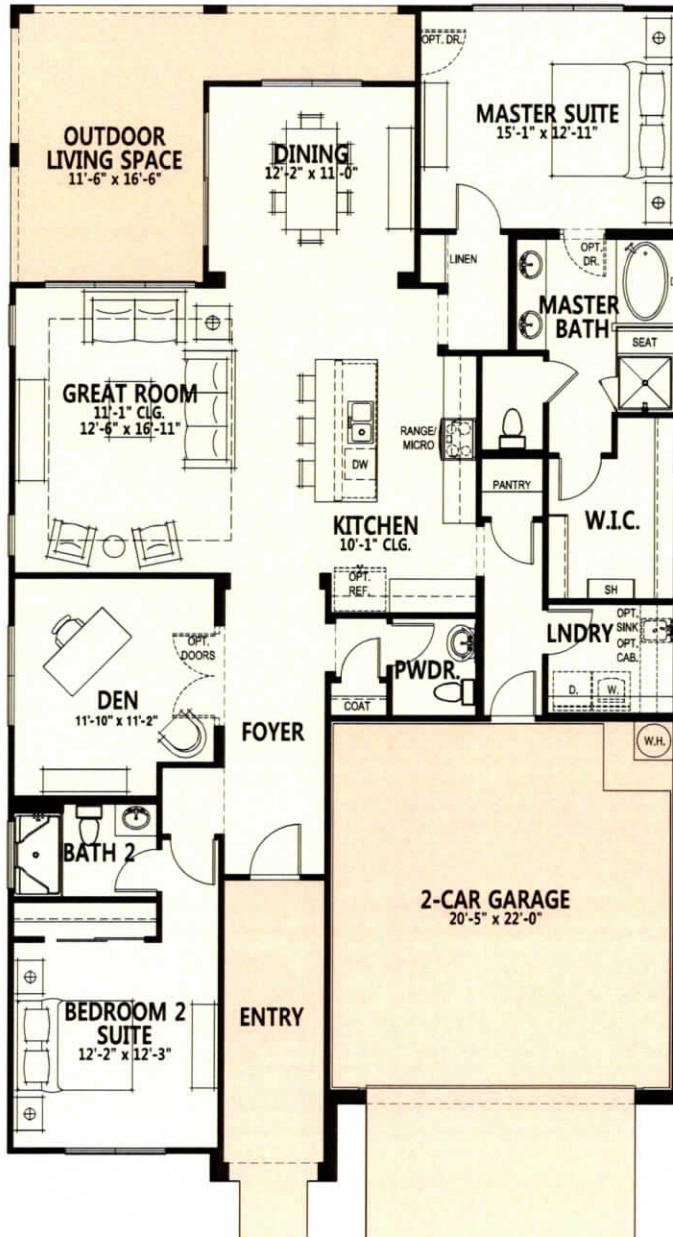 OPT. DR.
MASTER SUITE
15'-1" x 12'-11"
OUTDOOR
LIVING SPACE
11'-6" x 16'-6"
DINING
12'-2" x 11'-0"
LINEN
OPT.
DR.
MASTER
BATH
SEAT
GREAT ROOM
11'-1" CLG.
12'-6" x 16'-11"
RANGE/
MICRO
DW
PANTRY
W.I.C.
KITCHEN
10'-1" CLG.
OPT.
REF.
SH
LNDRY
OPT.
SINK
OPT.
CAB.
OPT.
DOORS
PWDR.
D.
W.
DEN
11'-10" x 11'-2"
COAT
FOYER
W.H.
BATH 2
2-CAR GARAGE
20'-5" x 22'-0"
BEDROOM 2
SUITE
12'-2" x 12'-3"
ENTRY